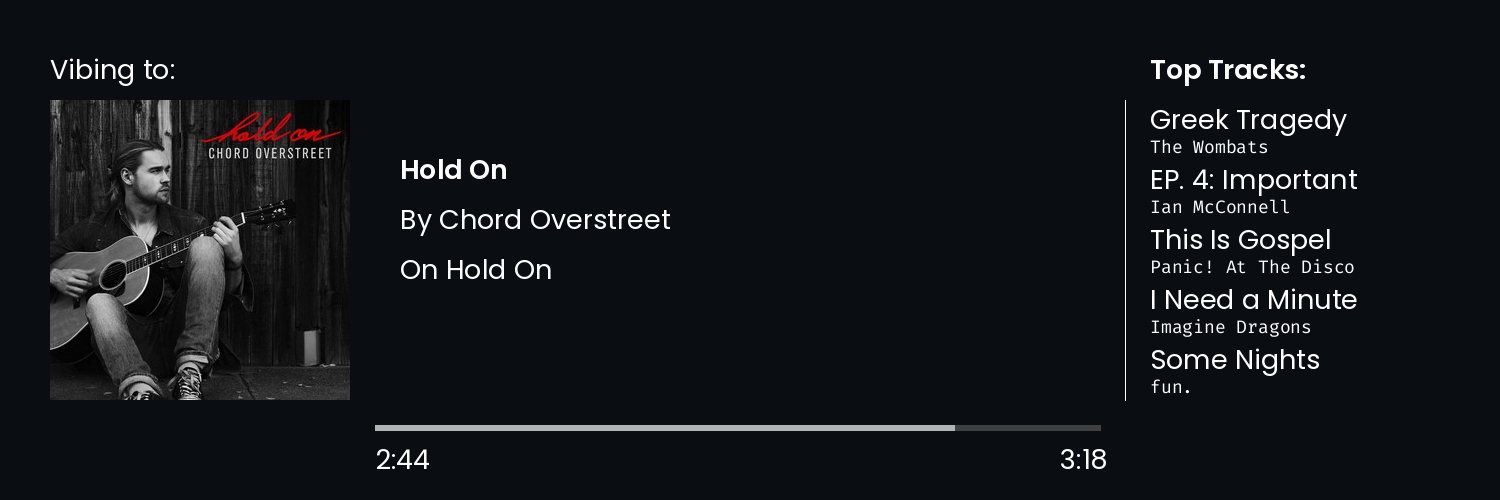 Vibing to:
hold on
CHORD OVERSTREET
Hold On
By Chord Overstreet
On Hold On
2:44
3:18
Top Tracks:
Greek Tragedy
The Wombats
EP. 4: Important
Ian McConnell
This Is Gospel
Panic! At The Disco
I Need a Minute
Imagine Dragons
Some Nights
fun.